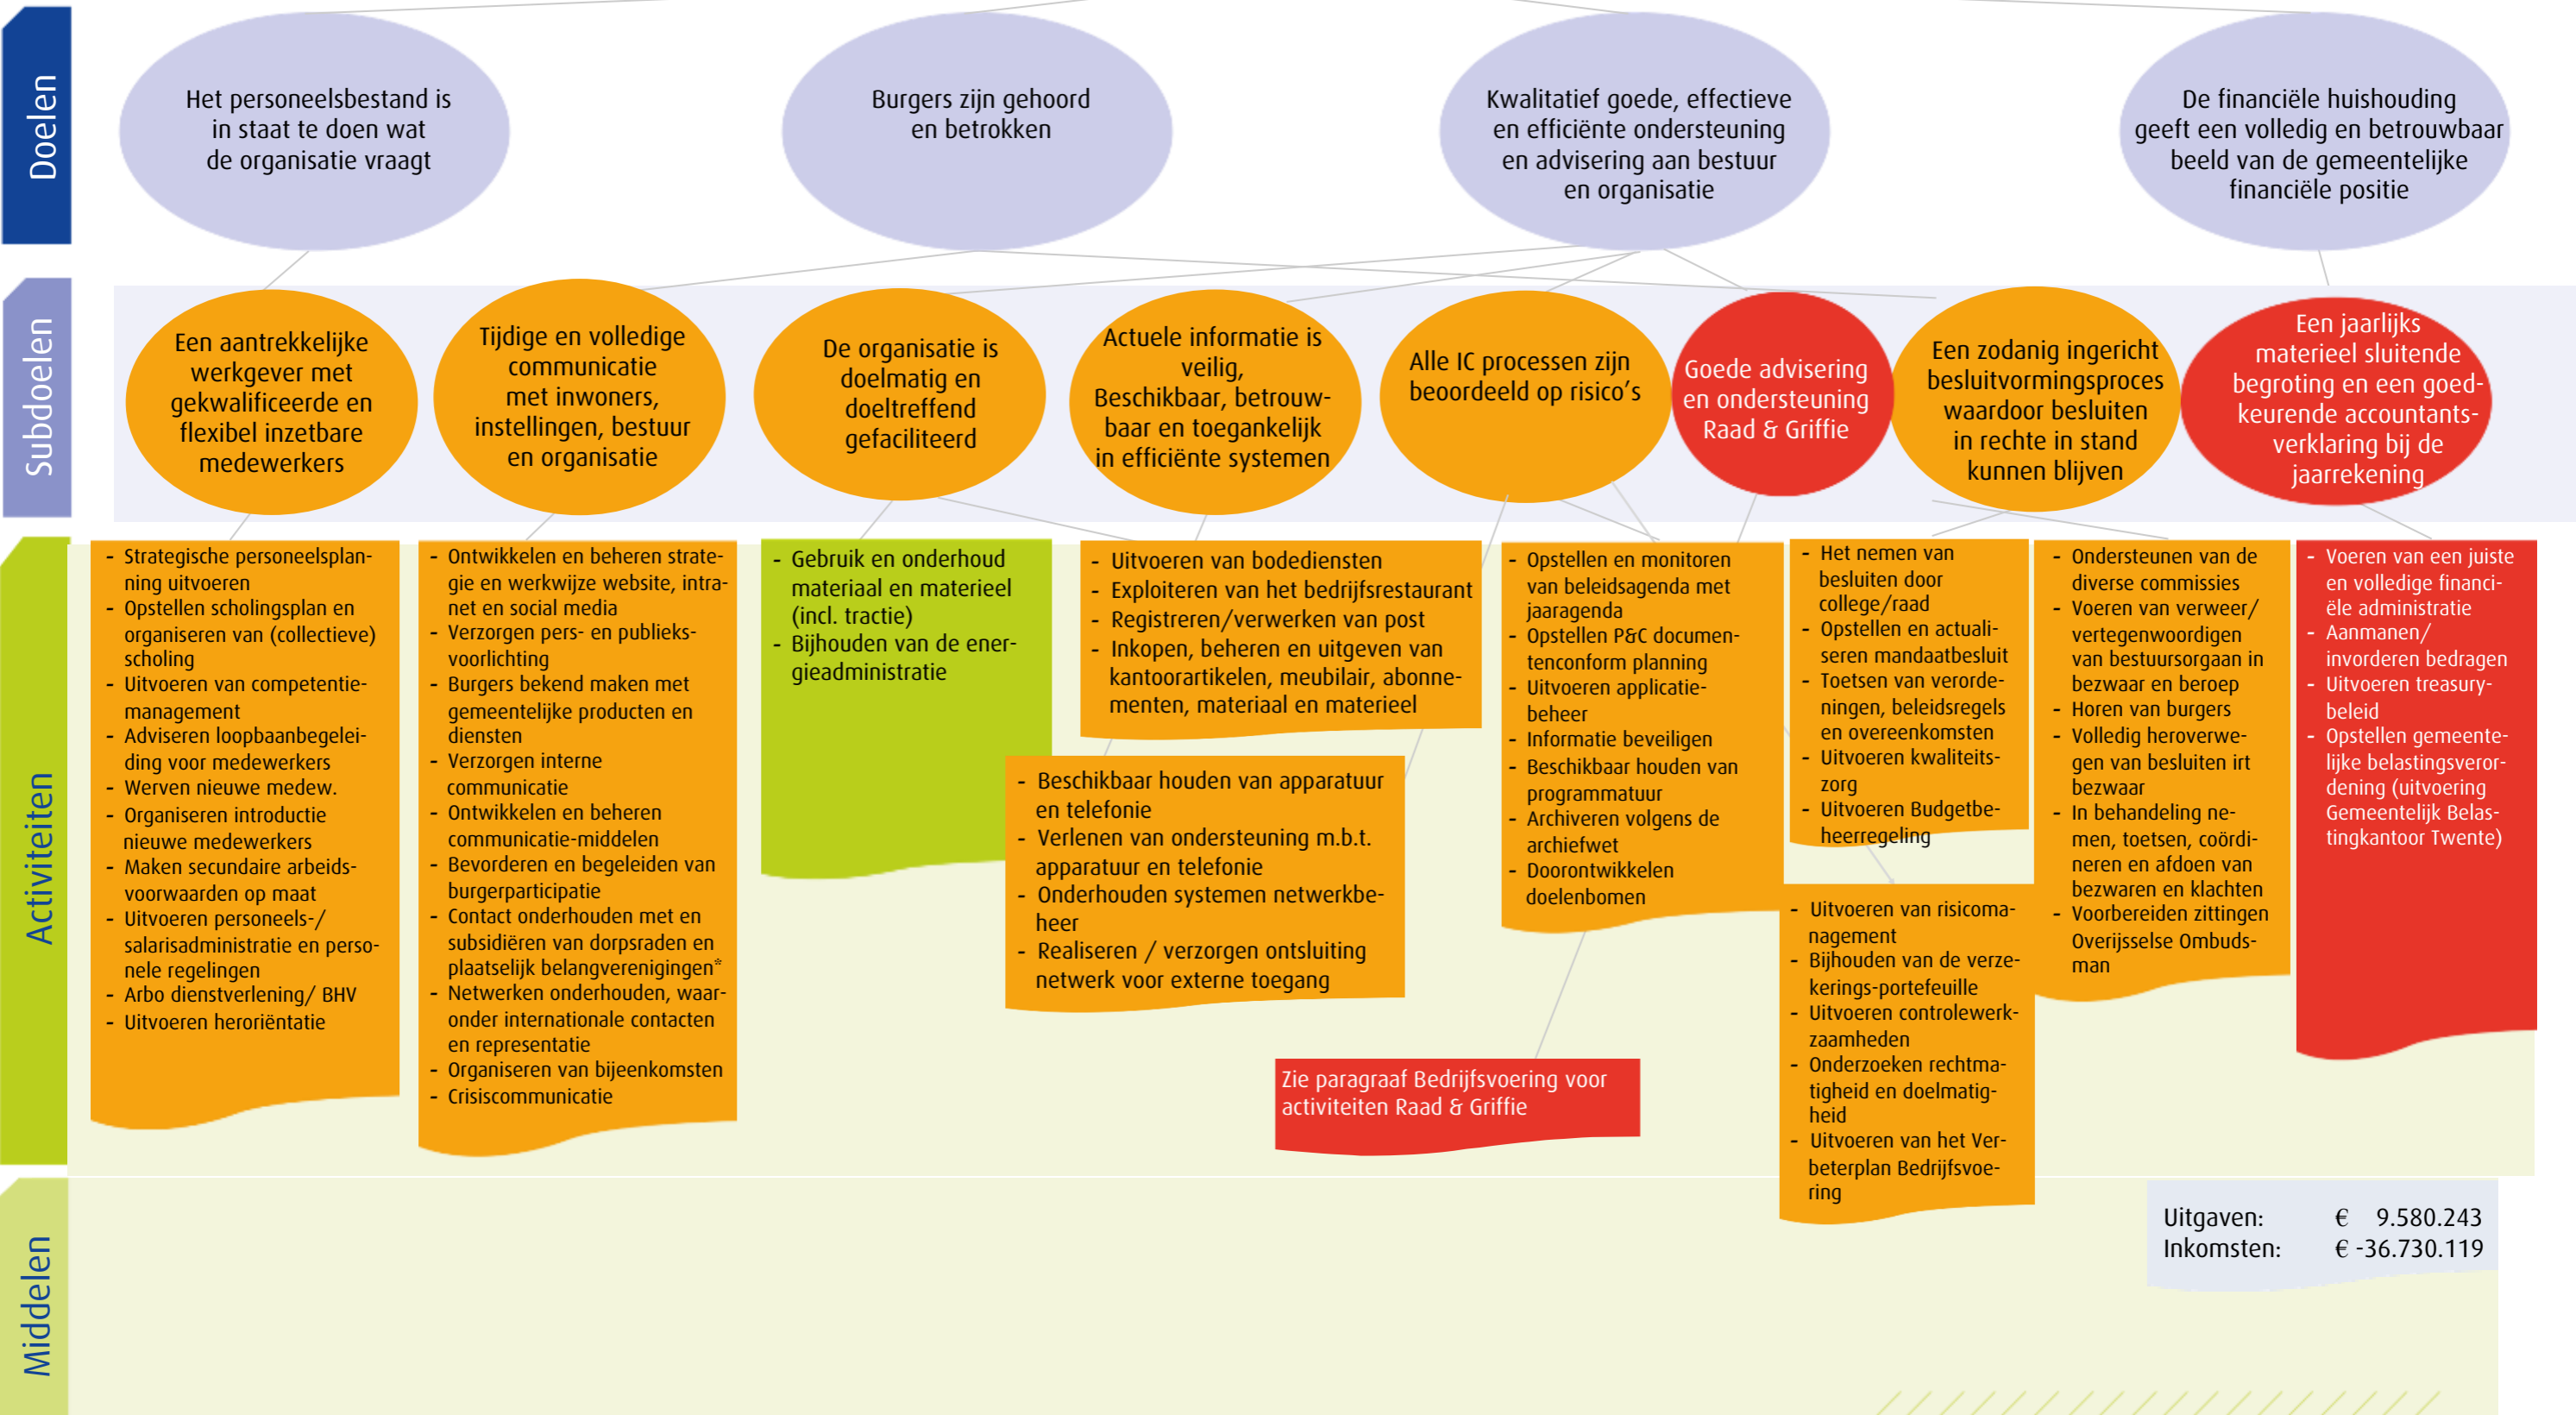 Doelen
Het personeelsbestand is
in staat te doen wat
de organisatie vraagt
Burgers zijn gehoord
en betrokken
Kwalitatief goede, effectieve
en efficiënte ondersteuning
en advisering aan bestuur
en organisatie
De financiële huishouding
geeft een volledig en betrouwbaar
beeld van de gemeentelijke
financiële positie
Subdoelen
Een aantrekkelijke
werkgever met
gekwalificeerde en
flexibel inzetbare
medewerkers
Tijdige en volledige
communicatie
met inwoners,
instellingen, bestuur
en organisatie
De organisatie is
doelmatig en
doeltreffend
gefaciliteerd
Actuele informatie is
veilig,
Beschikbaar, betrouw-
baar en toegankelijk
in efficiënte systemen
Alle IC processen zijn
beoordeeld op risico's
Goede advisering
en ondersteuning
Raad & Griffie
Een zodanig ingericht
besluitvormingsproces
waardoor besluiten
in rechte in stand
kunnen blijven
Een jaarlijks
materieel sluitende
begroting en een goed-
keurende accountants-
verklaring bij de
jaarrekening
Activiteiten
- Strategische personeelsplan-
ning uitvoeren
- Opstellen scholingsplan en
organiseren van (collectieve)
scholing
- Uitvoeren van competentie-
management
- Adviseren loopbaanbegelei-
ding voor medewerkers
- Werven nieuwe medew.
- Organiseren introductie
nieuwe medewerkers
- Maken secundaire arbeids-
voorwaarden op maat
- Uitvoeren personeels-/
salarisadministratie en perso-
nele regelingen
- Arbo dienstverlening/ BHV
- Uitvoeren heroriëntatie
- Ontwikkelen en beheren strate-
gie en werkwijze website, intra-
net en social media
- Verzorgen pers- en publieks-
voorlichting
- Burgers bekend maken met
gemeentelijke producten en
diensten
- Verzorgen interne
communicatie
- Ontwikkelen en beheren
communicatie-middelen
- Bevorderen en begeleiden van
burgerparticipatie
- Contact onderhouden met en
subsidiëren van dorpsraden en
plaatselijk belangverenigingen*
- Netwerken onderhouden, waar-
onder internationale contacten
en representatie
- Organiseren van bijeenkomsten
- Crisiscommunicatie
- Gebruik en onderhoud
materiaal en materieel
(incl. tractie)
- Bijhouden van de ener-
gieadministratie
- Uitvoeren van bodediensten
- Exploiteren van het bedrijfsrestaurant
- Registreren/verwerken van post
- Inkopen, beheren en uitgeven van
kantoorartikelen, meubilair, abonne-
menten, materiaal en materieel
- Beschikbaar houden van apparatuur
en telefonie
- Verlenen van ondersteuning m.b.t.
apparatuur en telefonie
- Onderhouden systemen netwerkbe-
heer
- Realiseren / verzorgen ontsluiting
netwerk voor externe toegang
Zie paragraaf Bedrijfsvoering voor
activiteiten Raad & Griffie
- Opstellen en monitoren
van beleidsagenda met
jaaragenda
- Opstellen P&C documen-
tenconform planning
- Uitvoeren applicatie-
beheer
- Informatie beveiligen
- Beschikbaar houden van
programmatuur
- Archiveren volgens de
archiefwet
- Doorontwikkelen
doelenbomen
- Het nemen van
besluiten door
college/raad
- Opstellen en actuali-
seren mandaatbesluit
- Toetsen van verorde-
ningen, beleidsregels
en overeenkomsten
- Uitvoeren kwaliteits-
zorg
- Uitvoeren Budgetbe-
heerregeling
- Uitvoeren van risicoma-
nagement
- Bijhouden van de verze-
kerings-portefeuille
- Uitvoeren controlewerk-
zaamheden
- Onderzoeken rechtma-
tigheid en doelmatig-
heid
- Uitvoeren van het Ver-
beterplan Bedrijfsvoe-
ring
- Ondersteunen van de
diverse commissies
- Voeren van verweer/
vertegenwoordigen
van bestuursorgaan in
bezwaar en beroep
- Horen van burgers
- Volledig heroverwe-
gen van besluiten irt
bezwaar
- In behandeling ne-
men, toetsen, coördi-
neren en afdoen van
bezwaren en klachten
- Voorbereiden zittingen
Overijsselse Ombuds-
man
- Voeren van een juiste
en volledige financi-
ële administratie
- Aanmanen/
invorderen bedragen
- Uitvoeren treasury-
beleid
- Opstellen gemeente-
lijke belastingsveror-
dening (uitvoering
Gemeentelijk Belas-
tingkantoor Twente)
Middelen
Uitgaven: € 9.580.243
Inkomsten: € -36.730.119